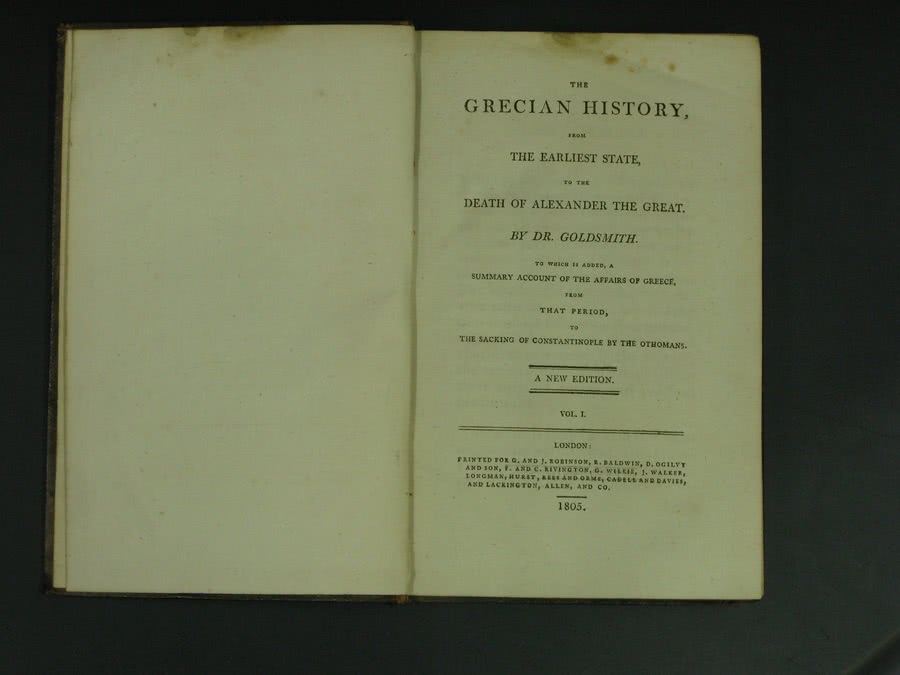 THE
GRECIAN HISTORY,
FROM
THE EARLIEST STATE,
TO THE
DEATH OF ALEXANDER THE GREAT.
BY DR. GOLDSMITH.
TO WHICH IS ADDED, A
SUMMARY ACCOUNT OF THE AFFAIRS OF GREECE,
FROM
THAT PERIOD,
TO
THE SACKING OF CONSTANTINOPLE BY THE OTHOMANS.
A NEW EDITION.
VOL. I.
LONDON:
PRINTED FOR G. AND J. ROBINSON, R. BALDWIN, D. OGILVY
AND SON, F. AND C. RIVINGTON, G. WILKIE, J. WALKER,
LONGMAN, HURST, REES AND ORME, CADELL AND DAVIES,
AND LACKINGTON, ALLEN, AND CO.
1805.